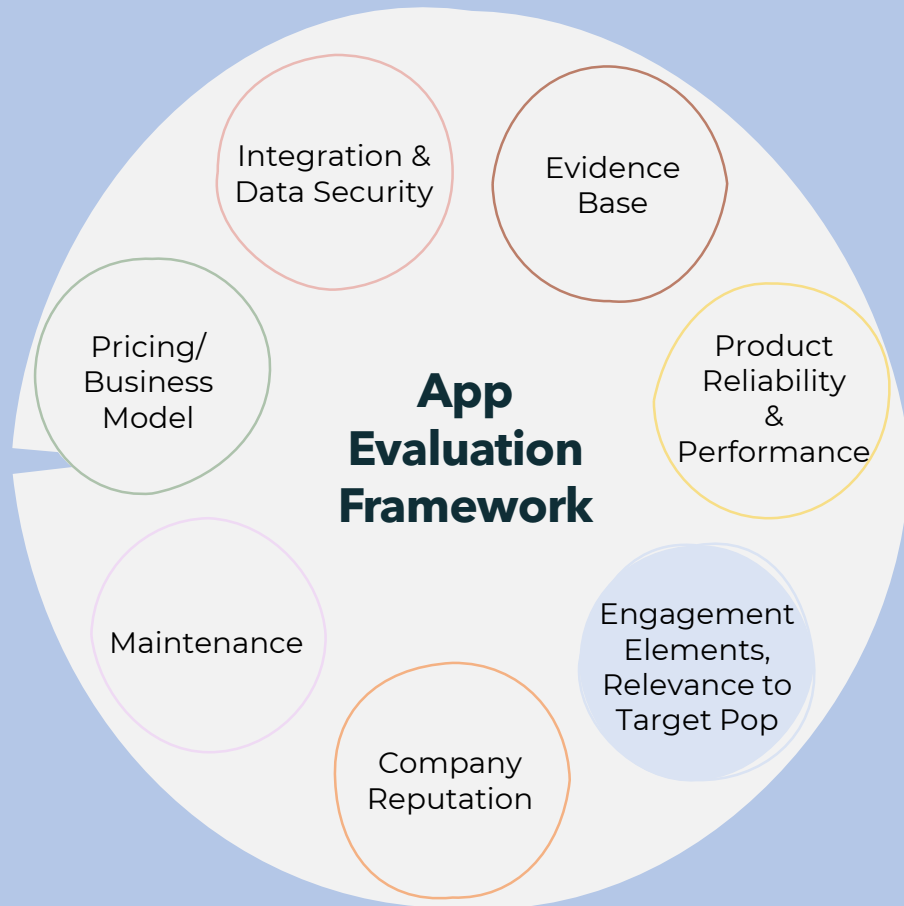 Integration &
Data Security
Evidence
Base
Pricing/
Business
Model
Product
Reliability
&
Performance
App
Evaluation
Framework
Engagement
Elements,
Relevance to
Target Pop
Maintenance
Company
Reputation